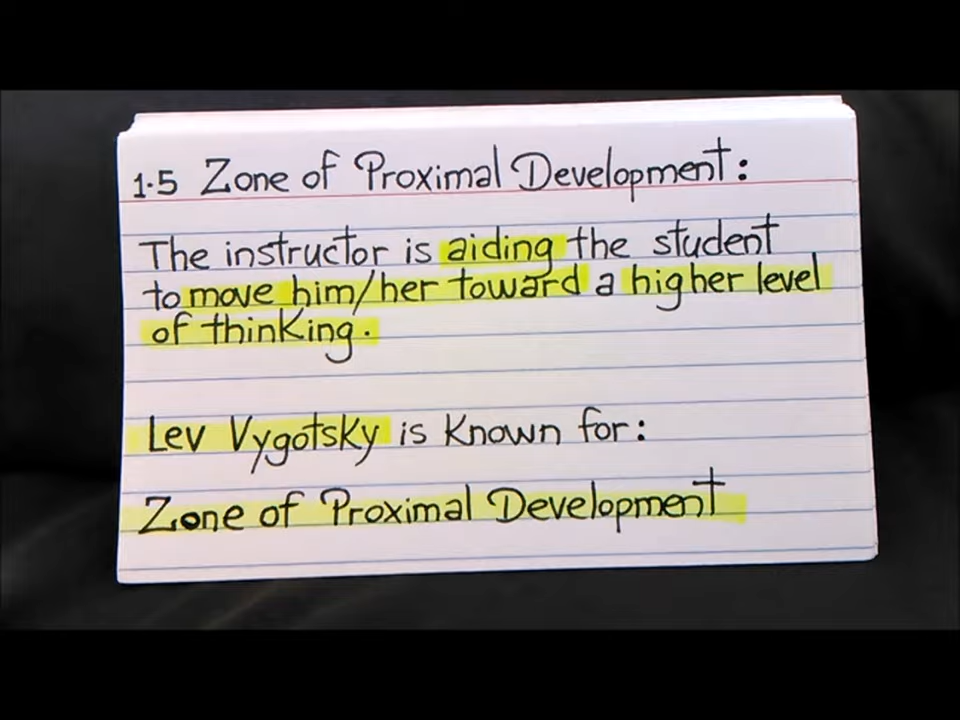 1.5 Zone of Proximal Development:
The instructor is aiding the student
to move him/her toward a higher level
of thinking.
Lev Vygotsky is Known for:
Zone of Proximal Development